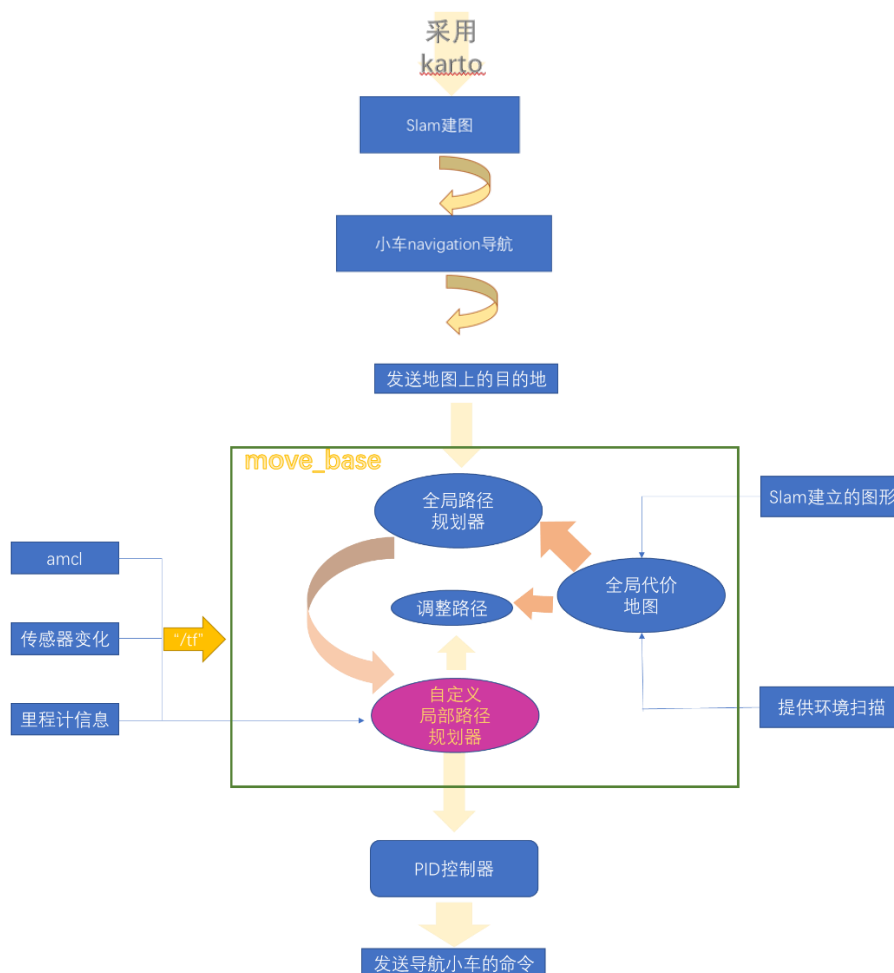 采用
karto
Slam建图
小车navigation导航
发送地图上的目的地
move_base
全局路径
规划器
Slam建立的图形
amcl
全局代价
地图
调整路径
传感器变化
“/tf”
自定义
局部路径
规划器
里程计信息
提供环境扫描
PID控制器
发送导航小车的命令